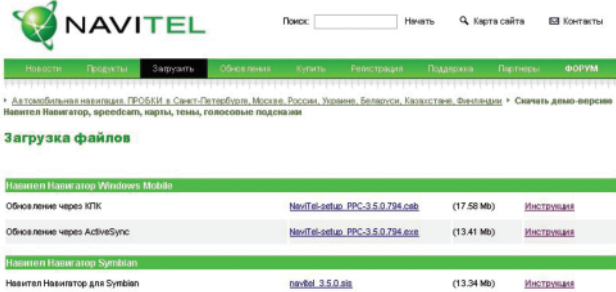 NAVITEL
Поиск: Начать Карта сайта Контакты
Новости Продукты Загрузить Обновления Купить Регистрация Поддержка Партнеры ФОРУМ
Автомобильная навигация. ПРОБКИ в Санкт-Петербурге, Москве, России, Украине, Беларуси, Казахстане, Финляндии Скачать демо-версии
Навител Навигатор, speedcam, карты, темы, голосовые подсказки
Загрузка файлов
Навител Навигатор Windows Mobile
Обновление через КПК NaviTel-setup_PPC-3.5.0.794.cab (17.58 Mb) Инструкция
Обновление через ActiveSync NaviTel-setup_PPC-3.5.0.794.exe (13.41 Mb) Инструкция
Навител Навигатор Symbian
Навител Навигатор для Symbian navitel_3.5.0.sis (13.34 Mb) Инструкция